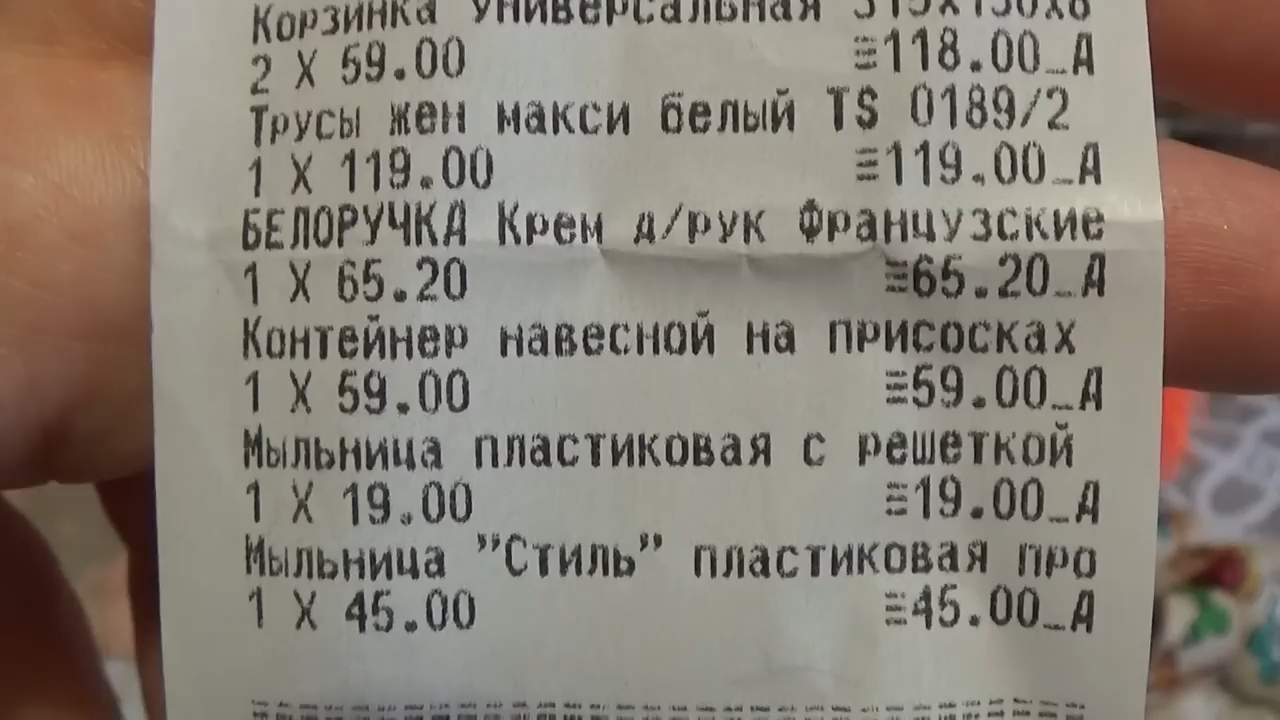 Корзинка универсальная
2 X 59.00 ≡118.00_А
Трусы жен макси белый TS 0189/2
1 X 119.00 ≡119.00_А
БЕЛОРУЧКА Крем д/рук Французские
1 X 65.20 ≡65.20_А
Контейнер навесной на присосках
1 X 59.00 ≡59.00_А
Мыльница пластиковая с решеткой
1 X 19.00 ≡19.00_А
Мыльница "Стиль" пластиковая про
1 X 45.00 ≡45.00_А